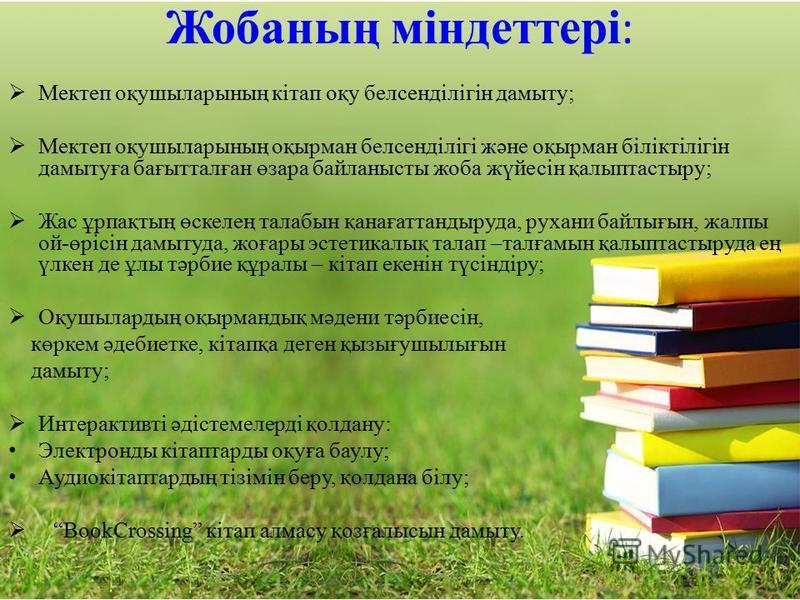 Жобаның міндеттері:
➢ Мектеп оқушыларының кітап оқу белсенділігін дамыту;
➢ Мектеп оқушыларының оқырман белсенділігі және оқырман біліктілігін
дамытуға бағытталған өзара байланысты жоба жүйесін қалыптастыру;
➢ Жас ұрпақтың өскелең талабын қанағаттандыруда, рухани байлығын, жалпы
ой-өрісін дамытуда, жоғары эстетикалық талап –талғамын қалыптастыруда ең
үлкен де ұлы тәрбие құралы – кітап екенін түсіндіру;
➢ Оқушылардың оқырмандық мәдени тәрбиесін,
көркем әдебиетке, кітапқа деген қызығушылығын
дамыту;
➢ Интерактивті әдістемелерді қолдану:
• Электронды кітаптарды оқуға баулу;
• Аудиокітаптардың тізімін беру, қолдана білу;
➢ “BookCrossing” кітап алмасу қозғалысын дамыту.
MyShared